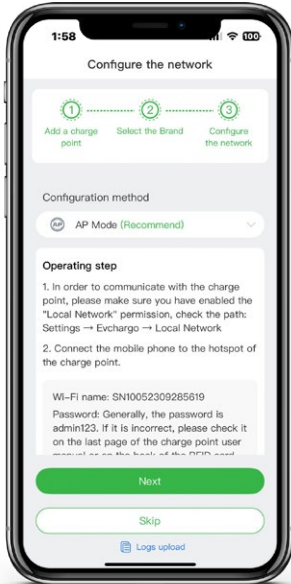 1:58
100
Configure the network
1
2
3
Add a charge
point
Select the Brand
Configure
the network
Configuration method
AP
AP Mode (Recommend)
Operating step
1. In order to communicate with the charge
point, please make sure you have enabled the
"Local Network" permission, check the path:
Settings → Evchargo → Local Network
2. Connect the mobile phone to the hotspot of
the charge point.
Wi-Fi name: SN10052309285619
Password: Generally, the password is
admin123. If it is incorrect, please check it
on the last page of the charge point user
manual or on the back of the RFID card
Next
Skip
Logs upload